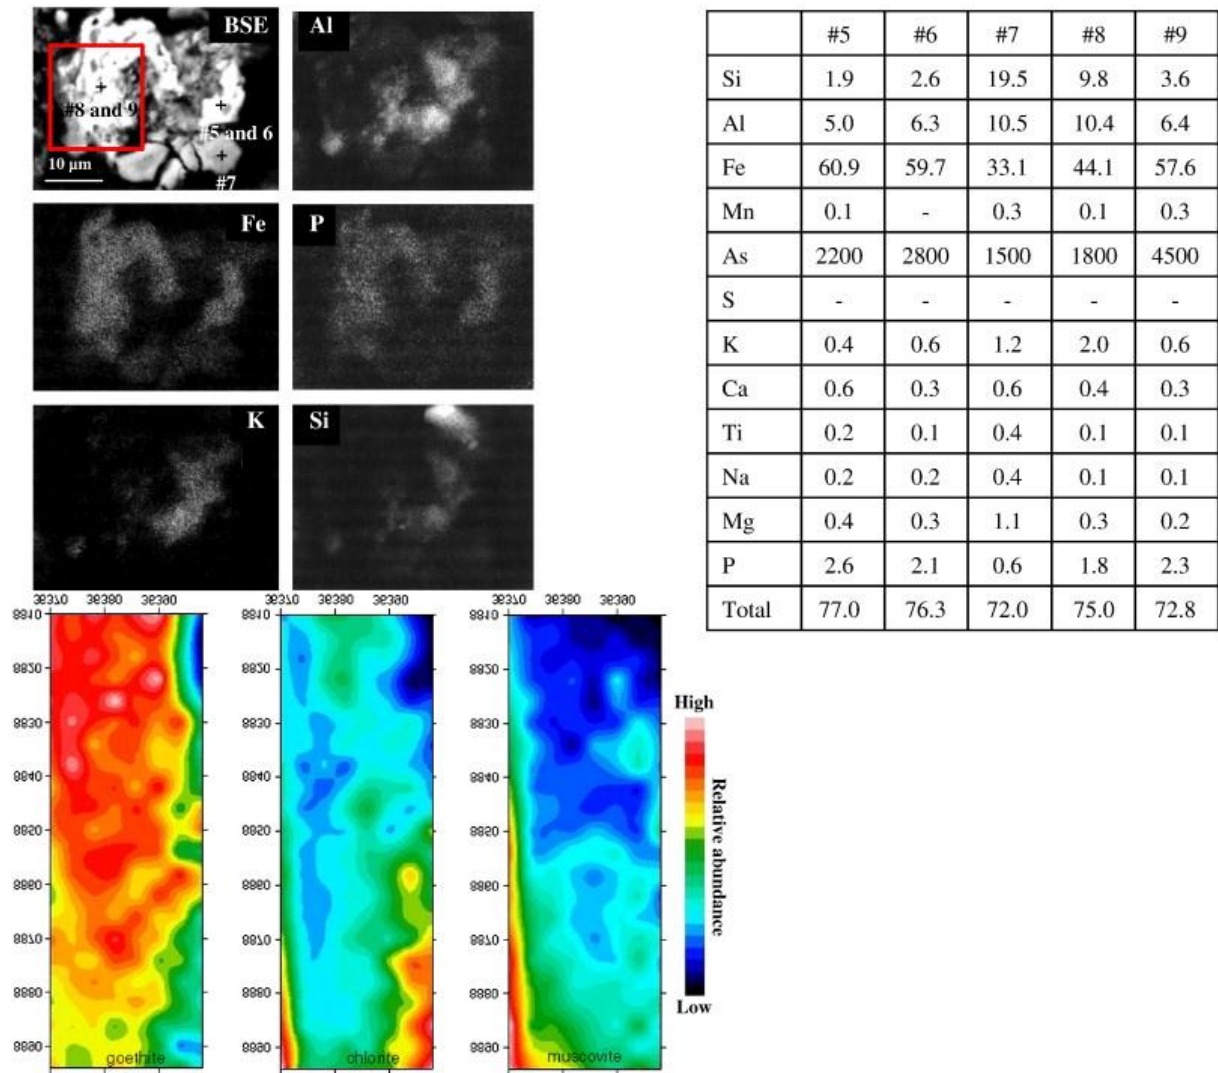 BSE
#8 and 9
#5 and 6
10 µm
#7
Al
Fe
P
K
Si
#5 #6 #7 #8 #9
Si 1.9 2.6 19.5 9.8 3.6
Al 5.0 6.3 10.5 10.4 6.4
Fe 60.9 59.7 33.1 44.1 57.6
Mn 0.1 - 0.3 0.1 0.3
As 2200 2800 1500 1800 4500
S - - - - -
K 0.4 0.6 1.2 2.0 0.6
Ca 0.6 0.3 0.6 0.4 0.3
Ti 0.2 0.1 0.4 0.1 0.1
Na 0.2 0.2 0.4 0.1 0.1
Mg 0.4 0.3 1.1 0.3 0.2
P 2.6 2.1 0.6 1.8 2.3
Total 77.0 76.3 72.0 75.0 72.8
goethite
chlorite
muscovite
High
Relative abundance
Low